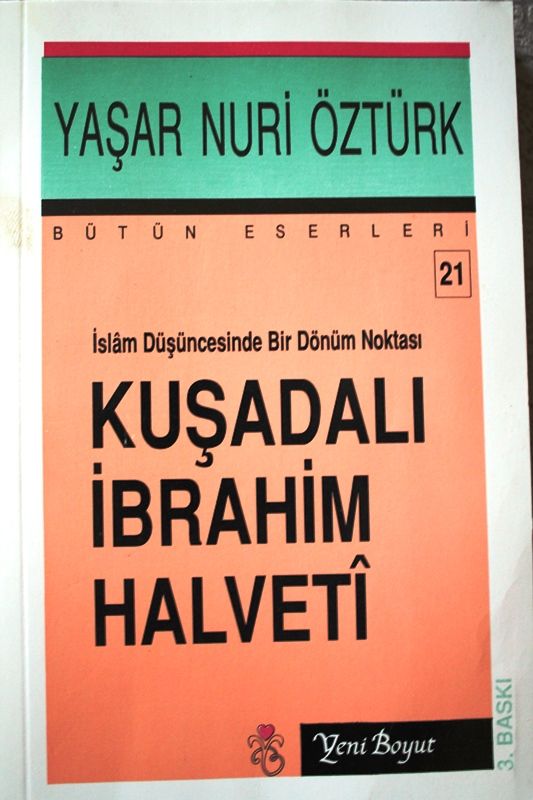 YAŞAR NURİ ÖZTÜRK
BÜTÜN ESERLERİ
21
İslâm Düşüncesinde Bir Dönüm Noktası
KUŞADALI
İBRAHİM
HALVETÎ
Yeni Boyut
3. BASKI